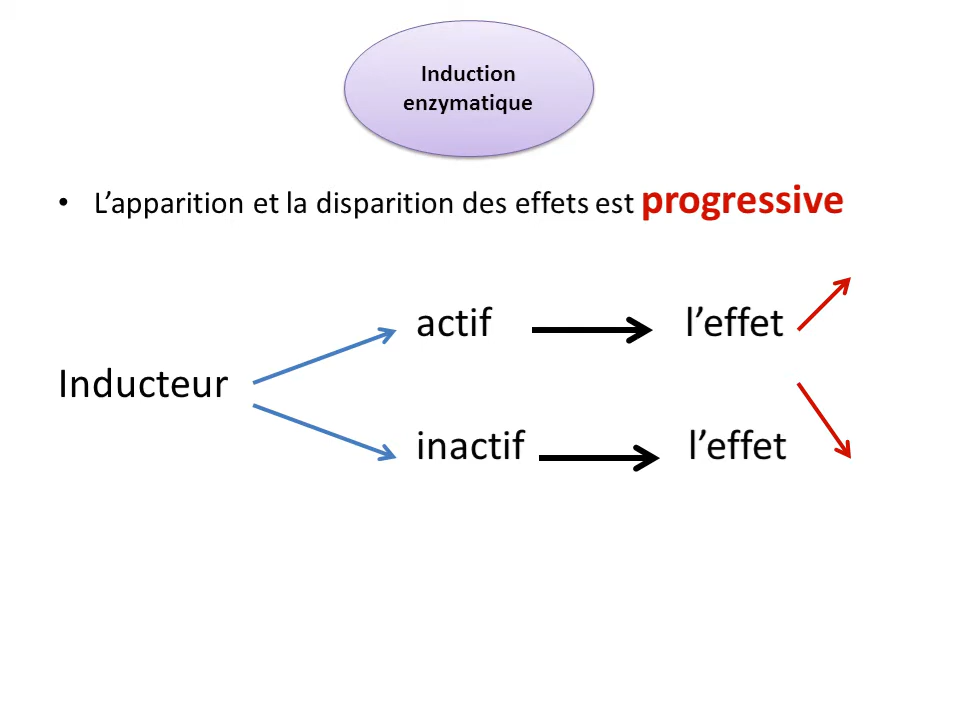 Induction
enzymatique
• L’apparition et la disparition des effets est progressive
actif l’effet
Inducteur
inactif l’effet